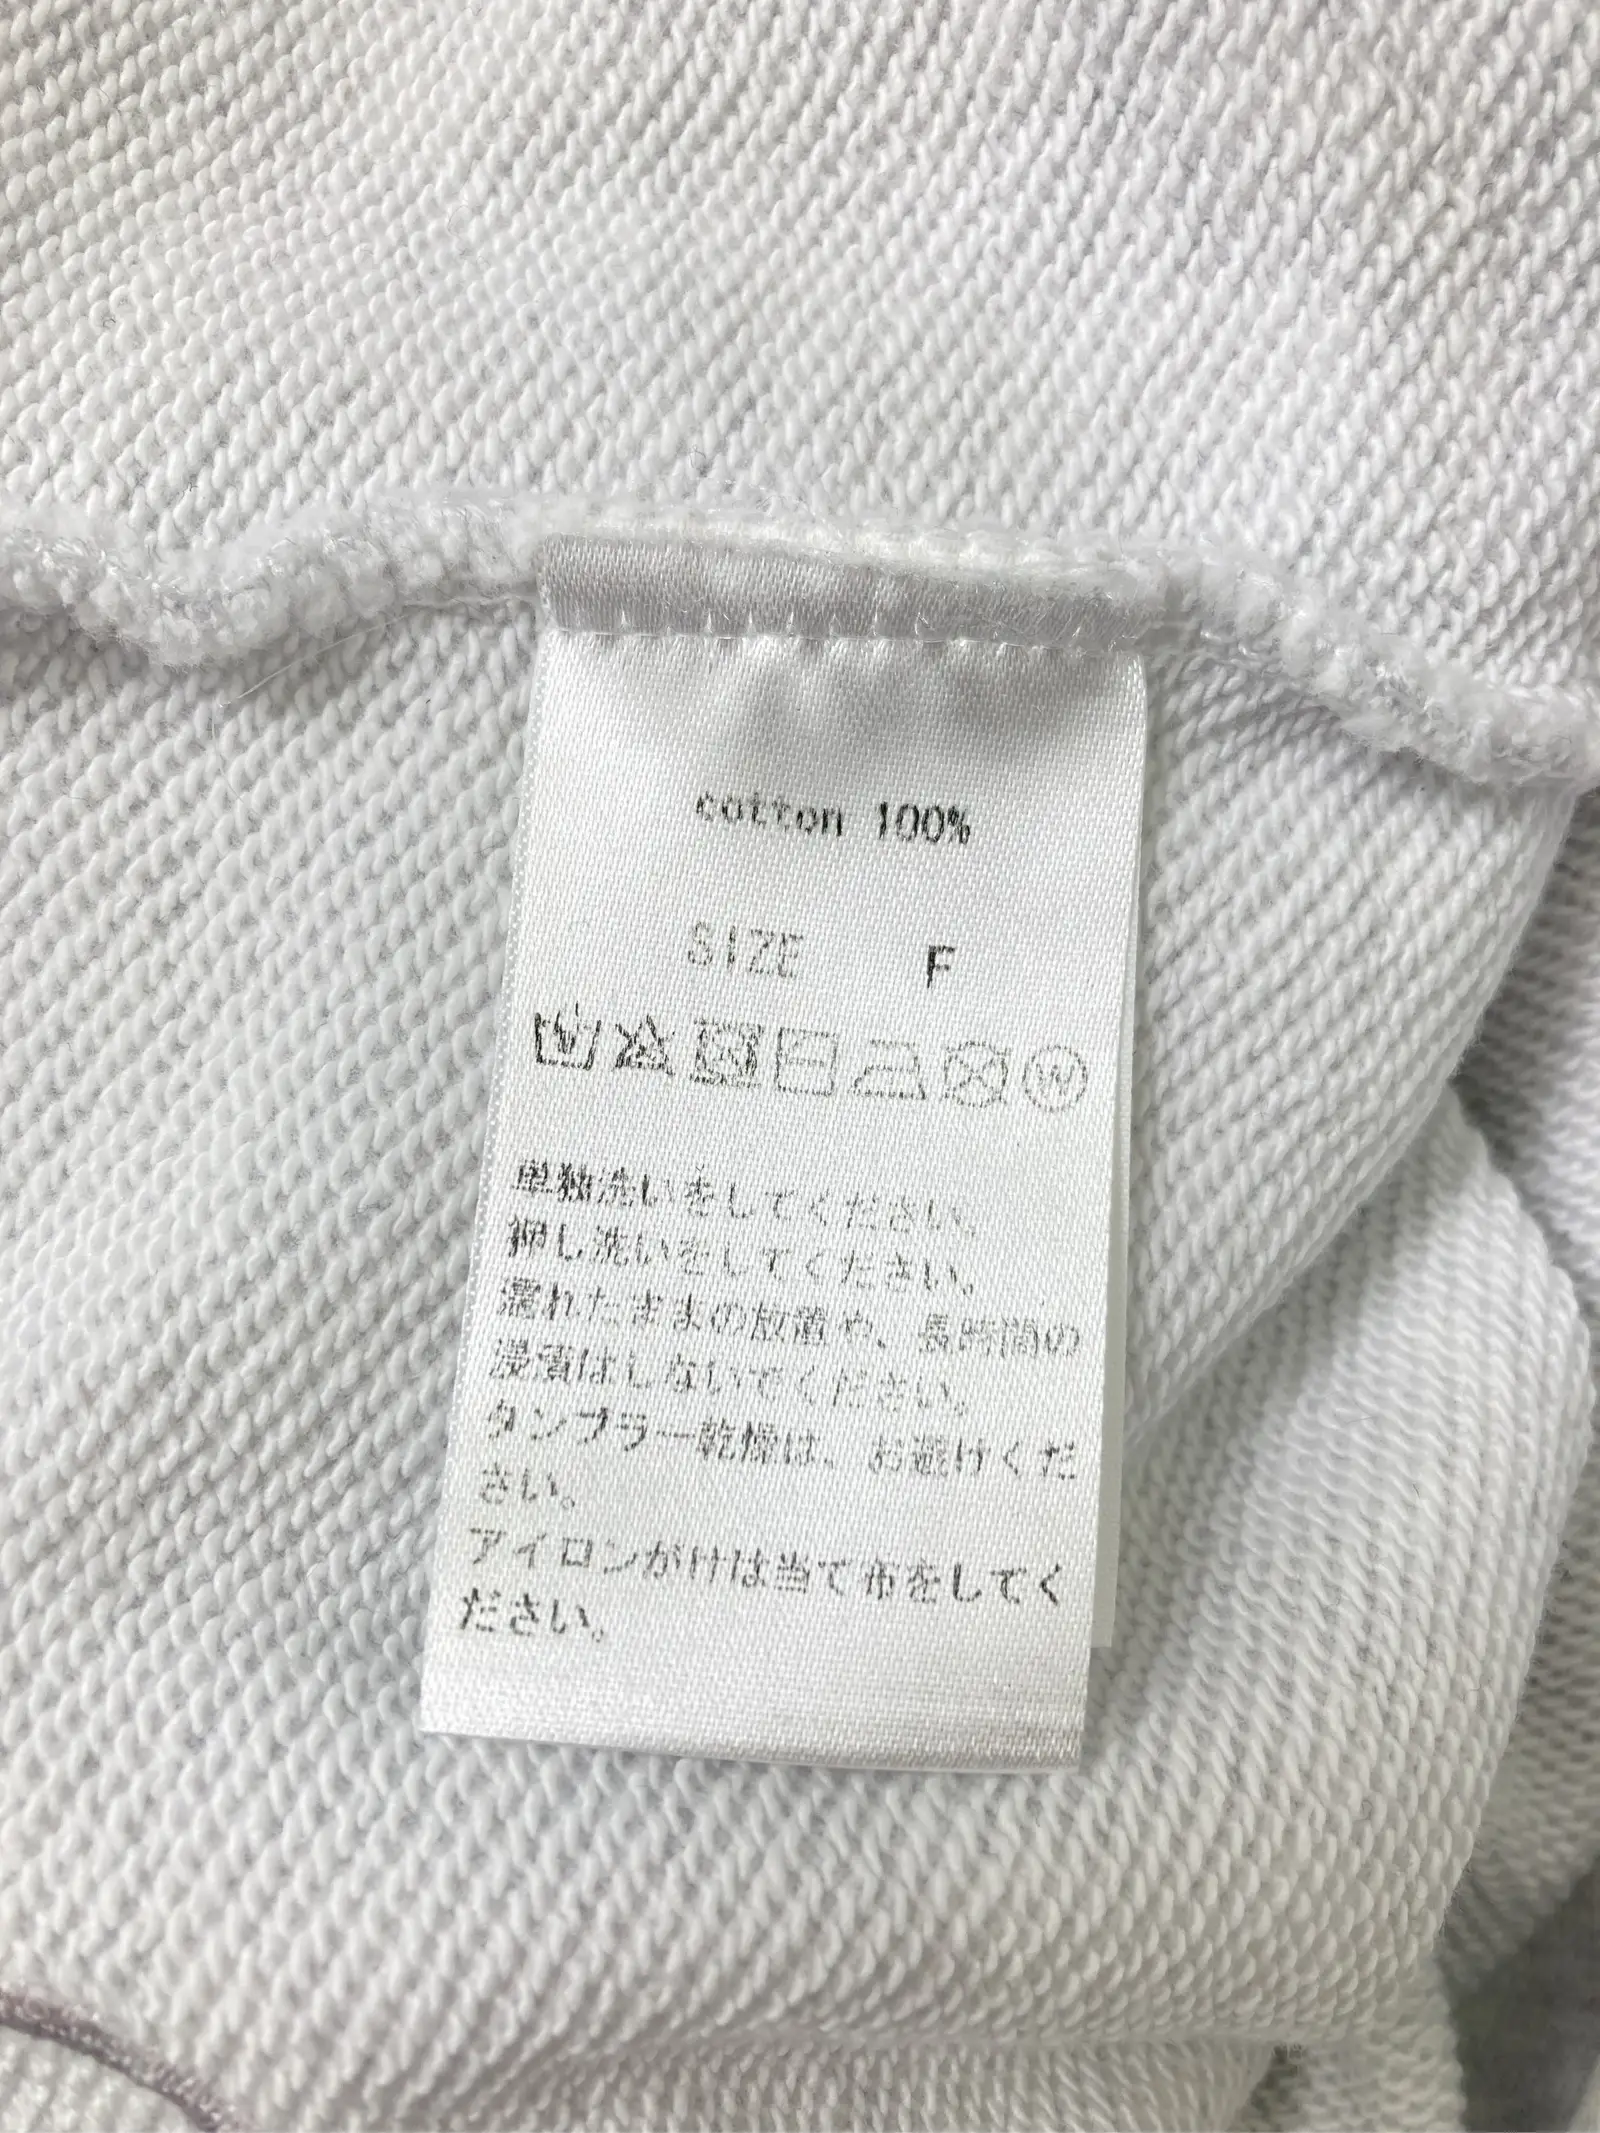 cotton 100%
SIZE F
単独洗いをしてください。
押し洗いをしてください。
濡れたままの放置や、長時間の
浸漬はしないでください。
タンブラー乾燥は、お避けくだ
さい。
アイロンがけは当て布をしてく
ださい。